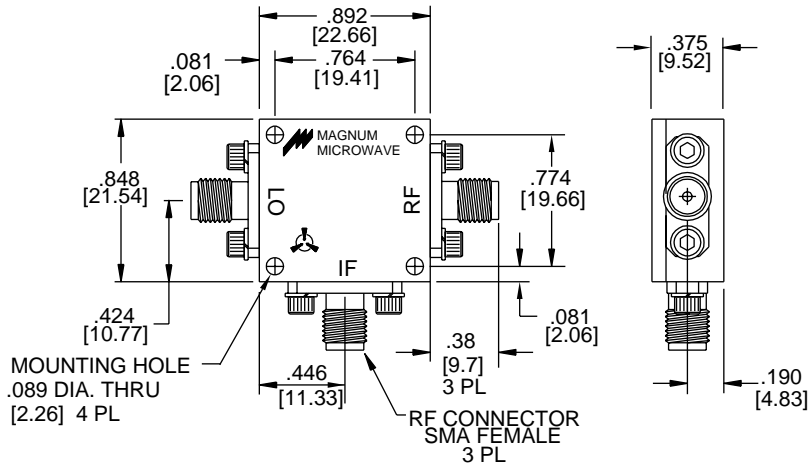 .892
[22.66]
.081
[2.06]
.764
[19.41]
.375
[9.52]
MAGNUM
MICROWAVE
.848
[21.54]
LO
RF
.774
[19.66]
IF
.424
[10.77]
.081
[2.06]
MOUNTING HOLE
.089 DIA. THRU
[2.26] 4 PL
.446
[11.33]
.38
[9.7]
3 PL
.190
[4.83]
RF CONNECTOR
SMA FEMALE
3 PL